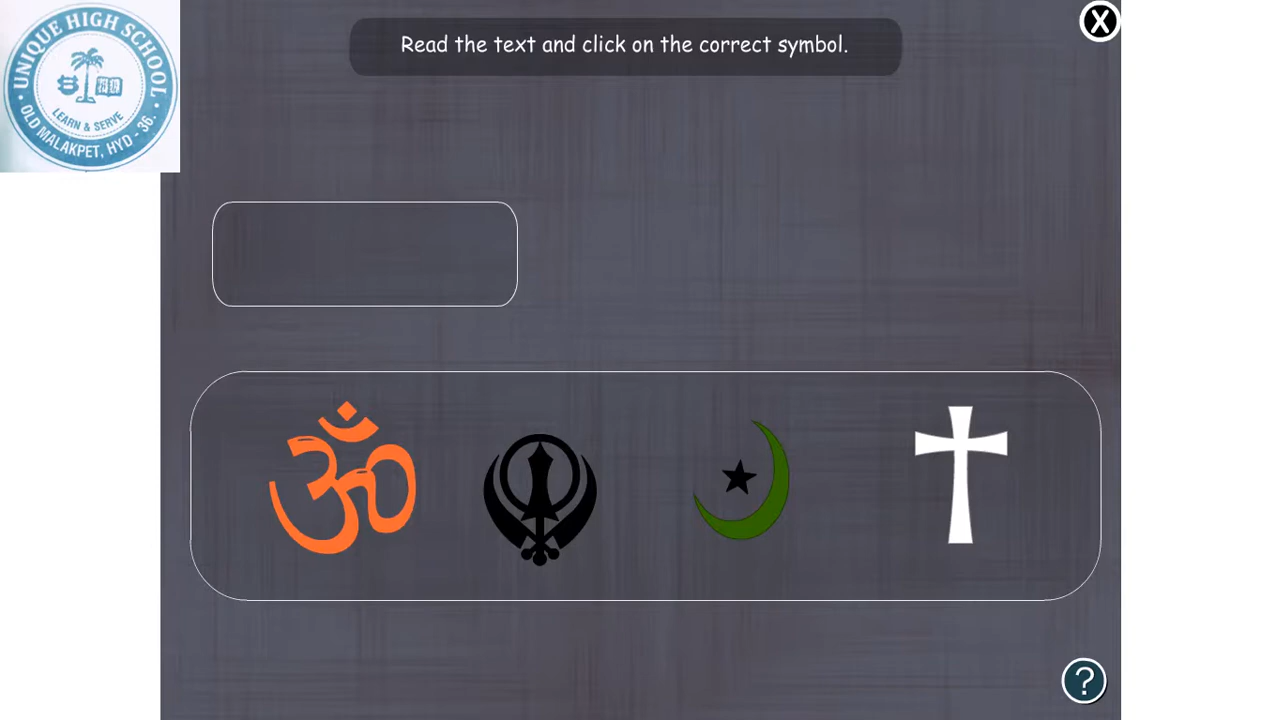 UNIQUE HIGH SCHOOL
LEARN & SERVE
OLD MALAKPET, HYD - 36.
Read the text and click on the correct symbol.
X
ॐ
?